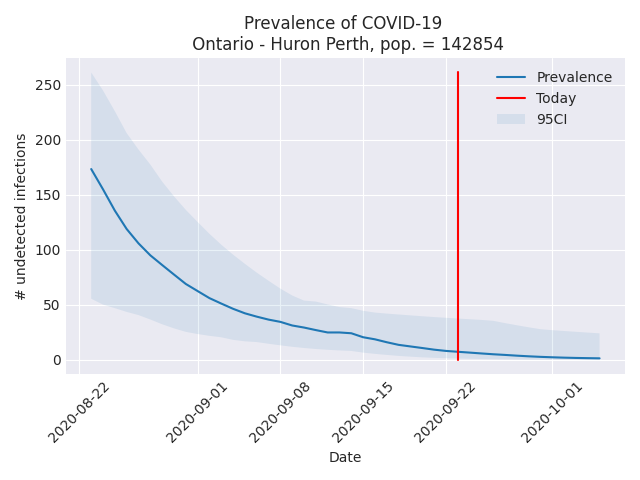 Prevalence of COVID-19
Ontario - Huron Perth, pop. = 142854
Prevalence
Today
95CI
# undetected infections
250
200
150
100
50
0
2020-08-22
2020-09-01
2020-09-08
2020-09-15
2020-09-22
2020-10-01
Date